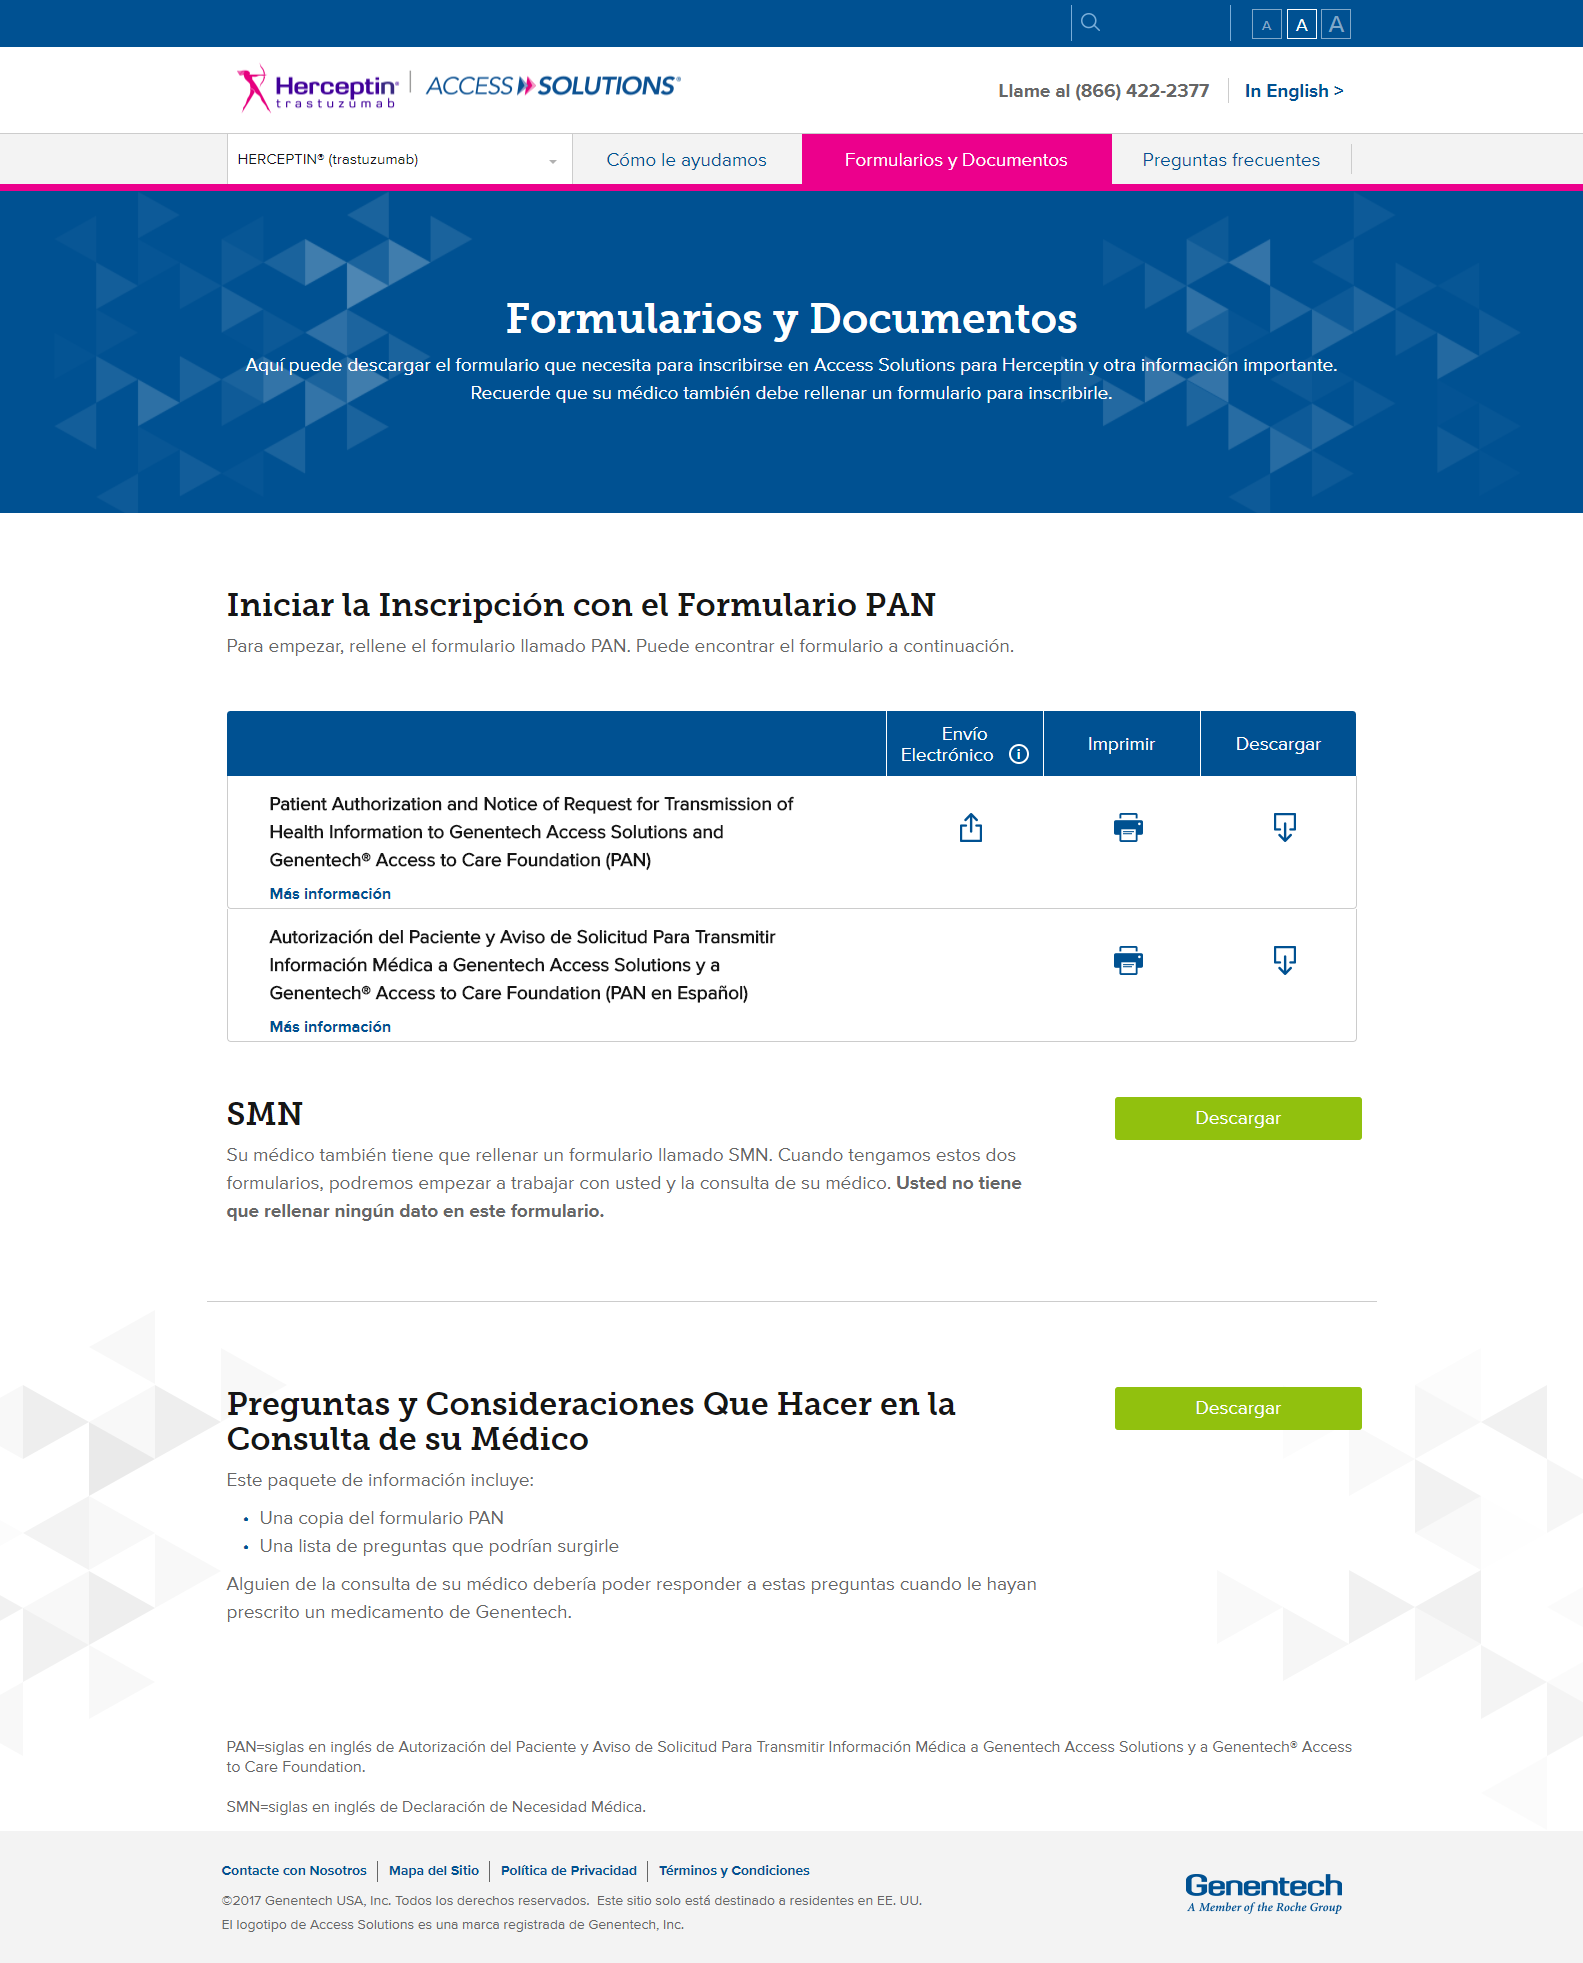 A A A
Herceptin®
trastuzumab
ACCESS SOLUTIONS®
Llame al (866) 422-2377
In English >
HERCEPTIN® (trastuzumab)
Cómo le ayudamos
Formularios y Documentos
Preguntas frecuentes
Formularios y Documentos
Aquí puede descargar el formulario que necesita para inscribirse en Access Solutions para Herceptin y otra información importante.
Recuerde que su médico también debe rellenar un formulario para inscribirle.
Iniciar la Inscripción con el Formulario PAN
Para empezar, rellene el formulario llamado PAN. Puede encontrar el formulario a continuación.
Envío
Electrónico
Imprimir
Descargar
Patient Authorization and Notice of Request for Transmission of
Health Information to Genentech Access Solutions and
Genentech® Access to Care Foundation (PAN)
Más información
Autorización del Paciente y Aviso de Solicitud Para Transmitir
Información Médica a Genentech Access Solutions y a
Genentech® Access to Care Foundation (PAN en Español)
Más información
SMN
Descargar
Su médico también tiene que rellenar un formulario llamado SMN. Cuando tengamos estos dos
formularios, podremos empezar a trabajar con usted y la consulta de su médico. Usted no tiene
que rellenar ningún dato en este formulario.
Preguntas y Consideraciones Que Hacer en la
Consulta de su Médico
Descargar
Este paquete de información incluye:
• Una copia del formulario PAN
• Una lista de preguntas que podrían surgirle
Alguien de la consulta de su médico debería poder responder a estas preguntas cuando le hayan
prescrito un medicamento de Genentech.
PAN=siglas en inglés de Autorización del Paciente y Aviso de Solicitud Para Transmitir Información Médica a Genentech Access Solutions y a Genentech® Access
to Care Foundation.
SMN=siglas en inglés de Declaración de Necesidad Médica.
Contacte con Nosotros
Mapa del Sitio
Política de Privacidad
Términos y Condiciones
©2017 Genentech USA, Inc. Todos los derechos reservados. Este sitio solo está destinado a residentes en EE. UU.
El logotipo de Access Solutions es una marca registrada de Genentech, Inc.
Genentech
A Member of the Roche Group